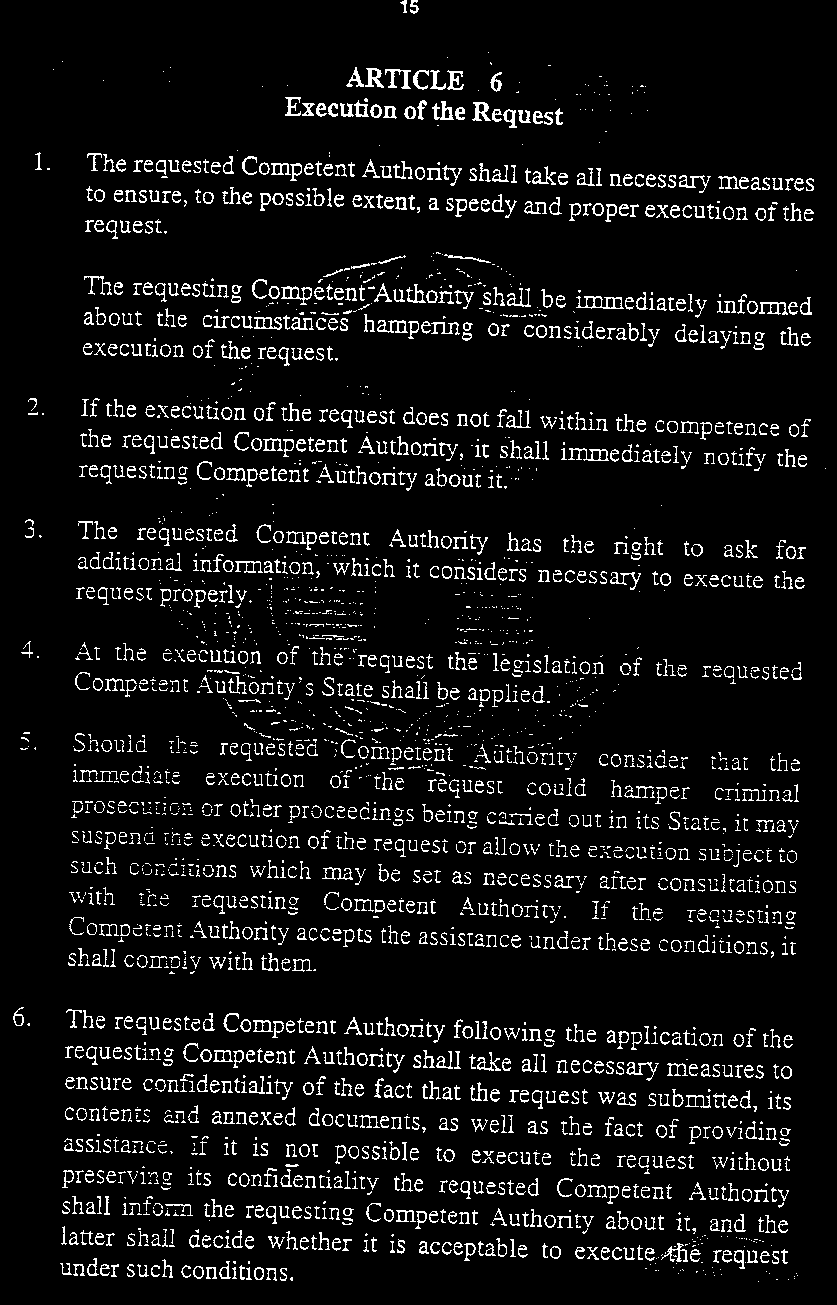 15
ARTICLE 6
Execution of the Request
1. The requested Competent Authority shall take all necessary measures
to ensure, to the possible extent, a speedy and proper execution of the
request.
The requesting Competent Authority shall be immediately informed
about the circumstances hampering or considerably delaying the
execution of the request.
2. If the execution of the request does not fall within the competence of
the requested Competent Authority, it shall immediately notify the
requesting Competent Authority about it.
3. The requested Competent Authority has the right to ask for
additional information, which it considers necessary to execute the
request properly.
4. At the execution of the request the legislation of the requested
Competent Authority's State shall be applied.
5. Should the requested Competent Authority consider that the
immediate execution of the request could hamper criminal
prosecution or other proceedings being carried out in its State, it may
suspend the execution of the request or allow the execution subject to
such conditions which may be set as necessary after consultations
with the requesting Competent Authority. If the requesting
Competent Authority accepts the assistance under these conditions, it
shall comply with them.
6. The requested Competent Authority following the application of the
requesting Competent Authority shall take all necessary measures to
ensure confidentiality of the fact that the request was submitted, its
contents and annexed documents, as well as the fact of providing
assistance. If it is not possible to execute the request without
preserving its confidentiality the requested Competent Authority
shall inform the requesting Competent Authority about it, and the
latter shall decide whether it is acceptable to execute the request
under such conditions.